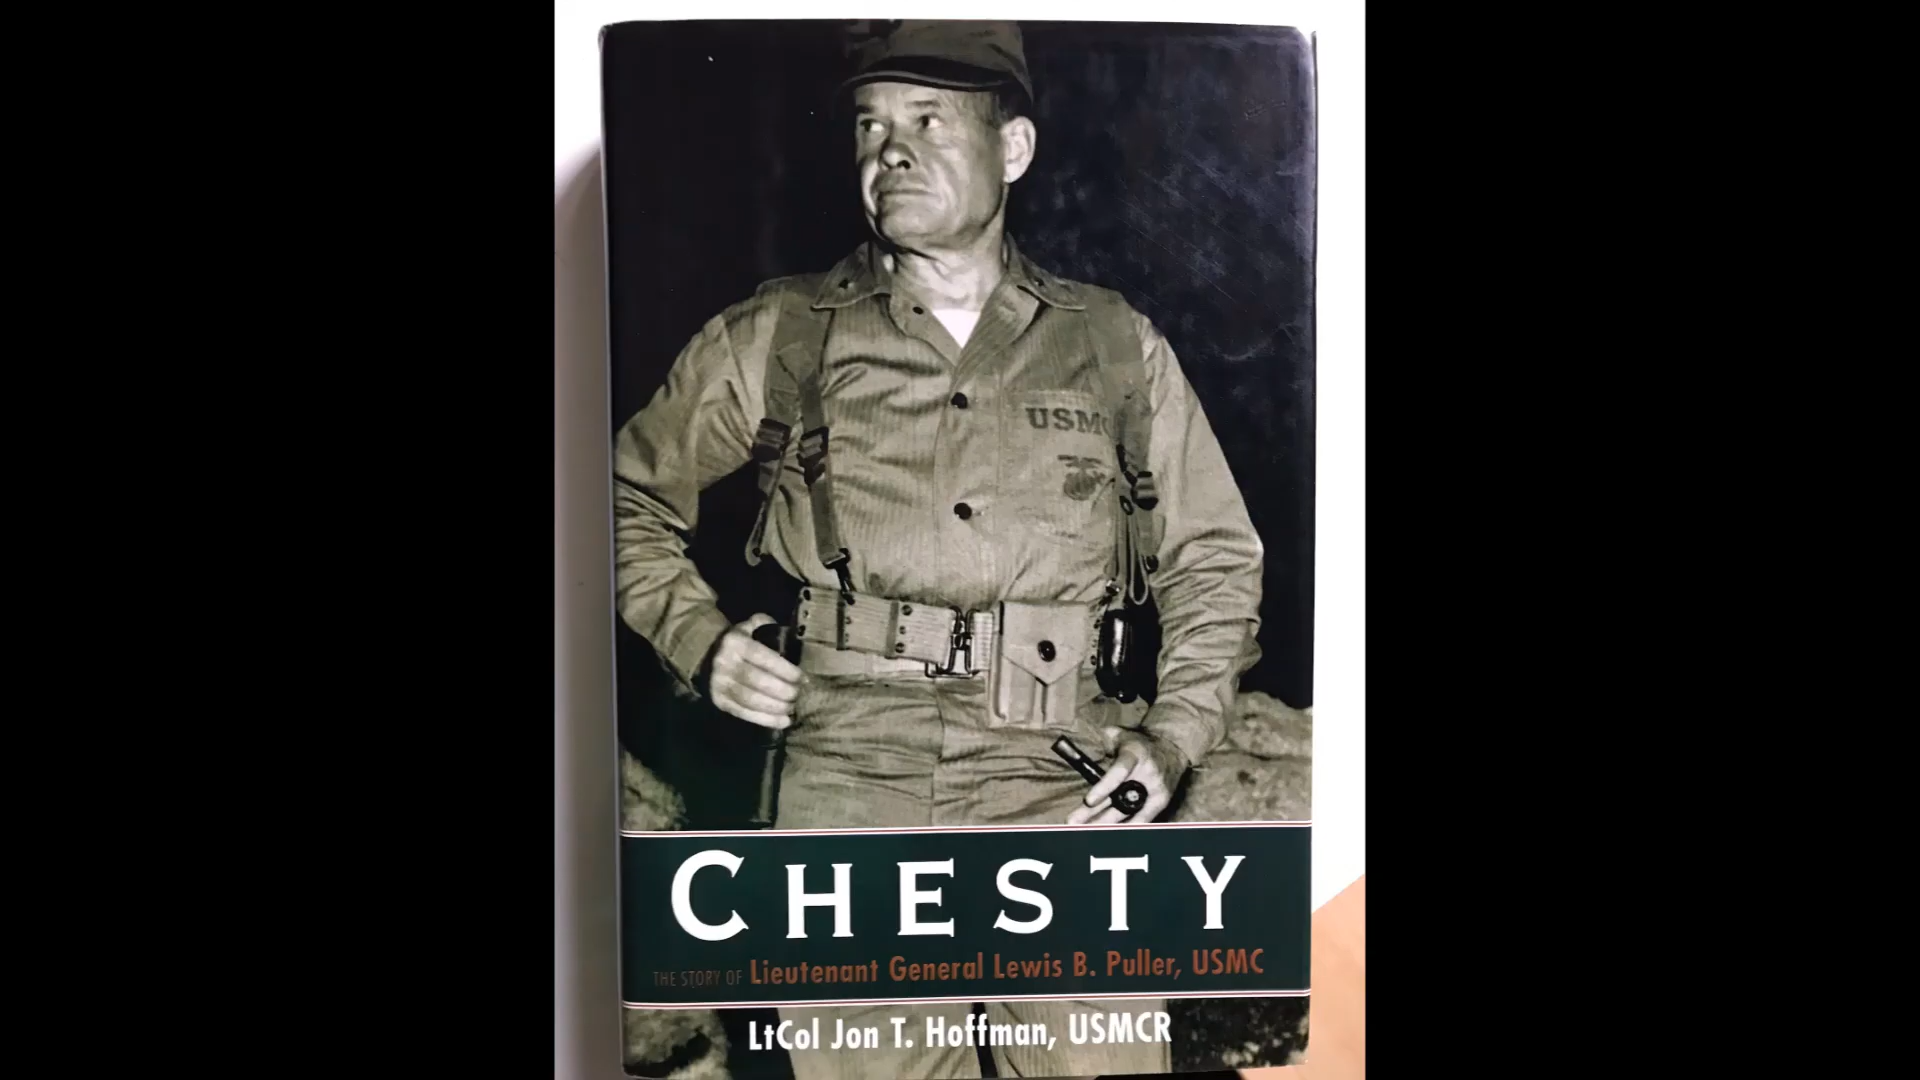 USMC
CHESTY
THE STORY OF Lieutenant General Lewis B. Puller, USMC
LtCol Jon T. Hoffman, USMCR